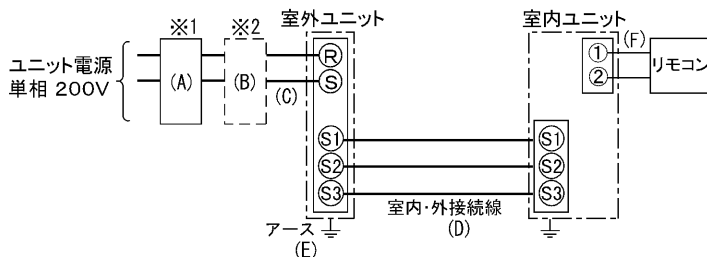 ※1
※2
室外ユニット
室内ユニット
ユニット電源
単相 200V
(A)
(B)
(C)
R
S
S1
S2
S3
アース
(E)
室内・外接続線
(D)
S1
S2
S3
①
②
(F)
リモコン